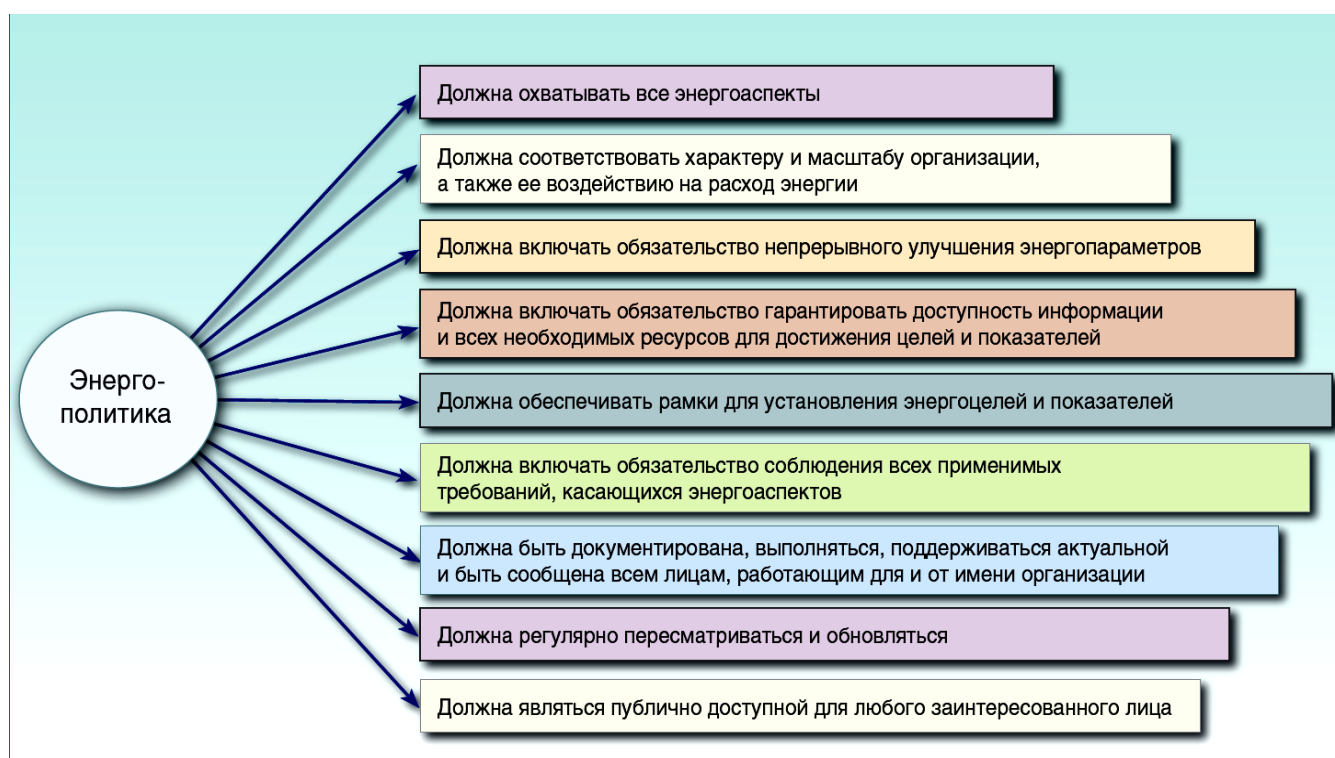 Должна охватывать все энергоаспекты
Должна соответствовать характеру и масштабу организации,
а также ее воздействию на расход энергии
Должна включать обязательство непрерывного улучшения энергопараметров
Должна включать обязательство гарантировать доступность информации
и всех необходимых ресурсов для достижения целей и показателей
Энерго-
политика
Должна обеспечивать рамки для установления энергоцелей и показателей
Должна включать обязательство соблюдения всех применимых
требований, касающихся энергоаспектов
Должна быть документирована, выполняться, поддерживаться актуальной
и быть сообщена всем лицам, работающим для и от имени организации
Должна регулярно пересматриваться и обновляться
Должна являться публично доступной для любого заинтересованного лица